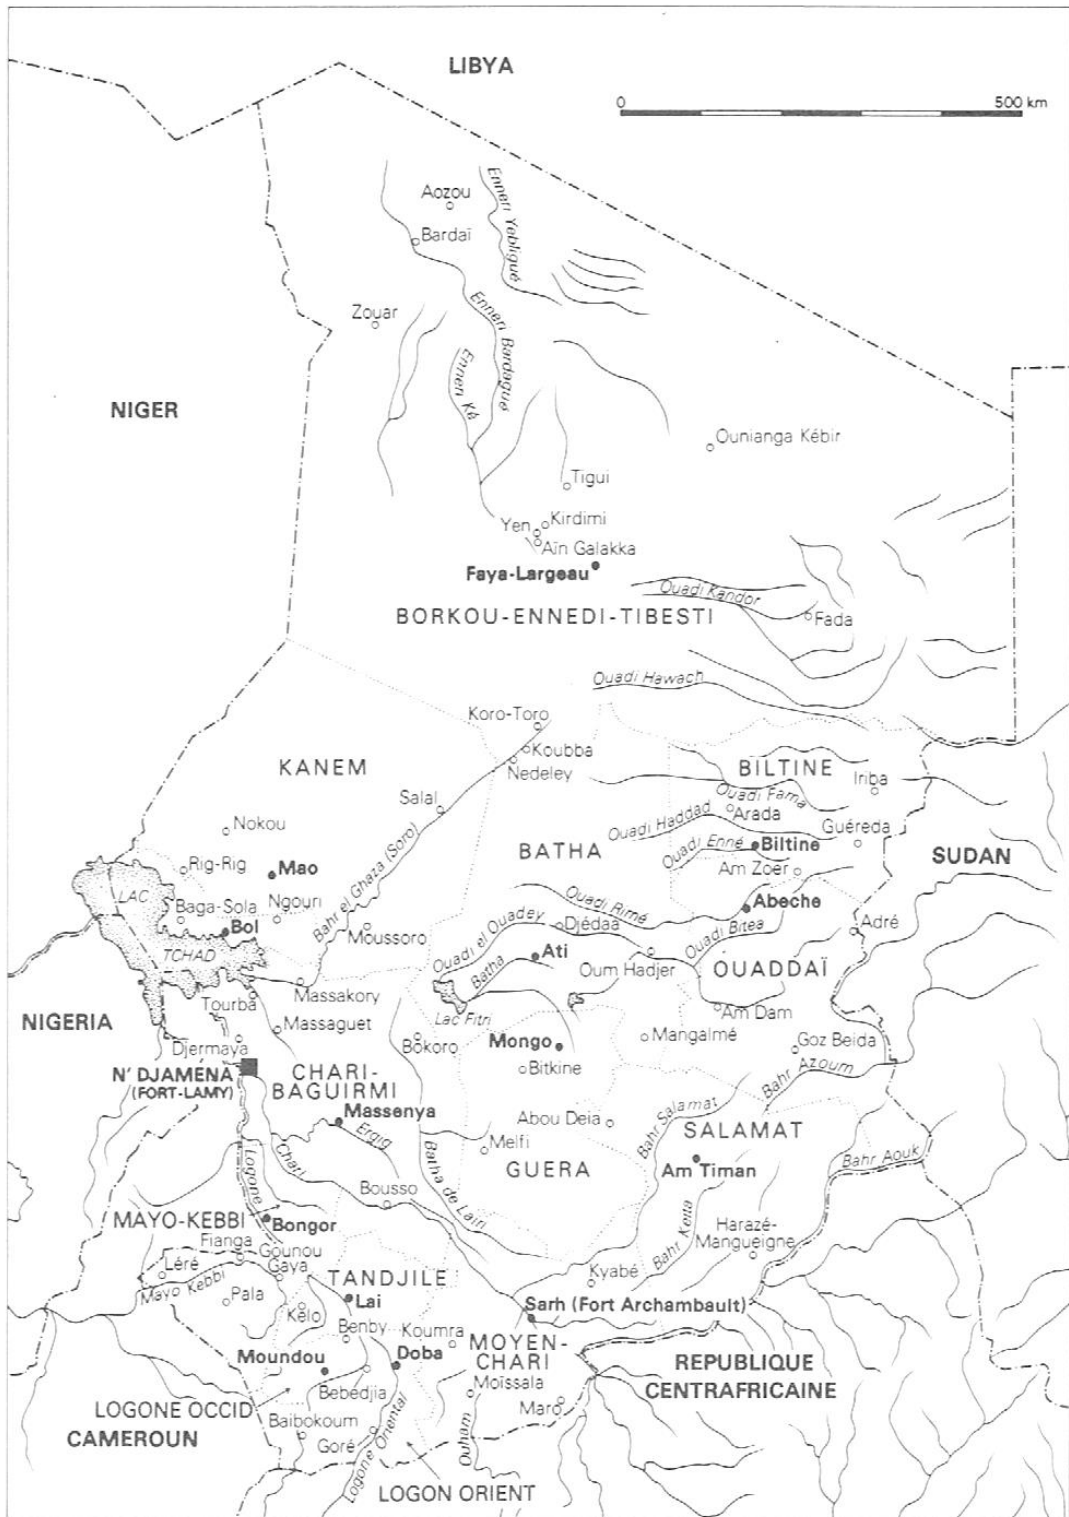 LIBYA
0 500 km
Aozou
Enneri Yebligué
Bardaï
Zouar
Enneri Bardagué
Enneri Ké
NIGER
Ounianga Kébir
Tigui
Yen
Kirdimi
Aïn Galakka
Faya-Largeau
Ouadi Kandor
BORKOU-ENNEDI-TIBESTI
Fada
Ouadi Hawach
Koro-Toro
Koubba
Nedeley
KANEM
BILTINE
Iriba
Salal
Ouadi Fama
Arada
Ouadi Haddad
Guéreda
Nokou
BATHA
Ouadi Enné
Biltine
SUDAN
Rig-Rig
Mao
Am Zoer
LAC
Bahr el Ghaza (Soro)
Baga-Sola
Ngouri
Bol
Ouadi Rimé
Abeche
TCHAD
Moussoro
Ouadi el Ouadey
Djédaa
Ouadi Bitea
Adré
Batha
Ati
Oum Hadjer
OUADDAÏ
Tourba
Massakory
Lac Fitri
Am Dam
NIGERIA
Massaguet
Djermaya
Bokoro
Mongo
Mangalmé
Goz Beida
N'DJAMENA
(FORT-LAMY)
CHARI-
BAGUIRMI
Bitkine
Bahr Azoum
Massenya
Ergig
Abou Deia
Bahr Salamat
SALAMAT
Melfi
GUERA
Am Timan
Bahr Aouk
Chari
Logone
Batha de Laïri
Bousso
MAYO-KEBBI
Bongor
Bahr Keita
Harazé-
Mangueigne
Fianga
Gounou
Gaya
Léré
Mayo Kebbi
TANDJILE
Kyabé
Pala
Lai
Kélo
Sarh (Fort Archambault)
Benby
Koumra
MOYEN-
CHARI
Moundou
Doba
REPUBLIQUE
CENTRAFRICAINE
Bebedjia
Moïssala
Maro
LOGONE OCCID
Baibokoum
CAMEROUN
Goré
Logone Oriental
Ouham
LOGON ORIENT